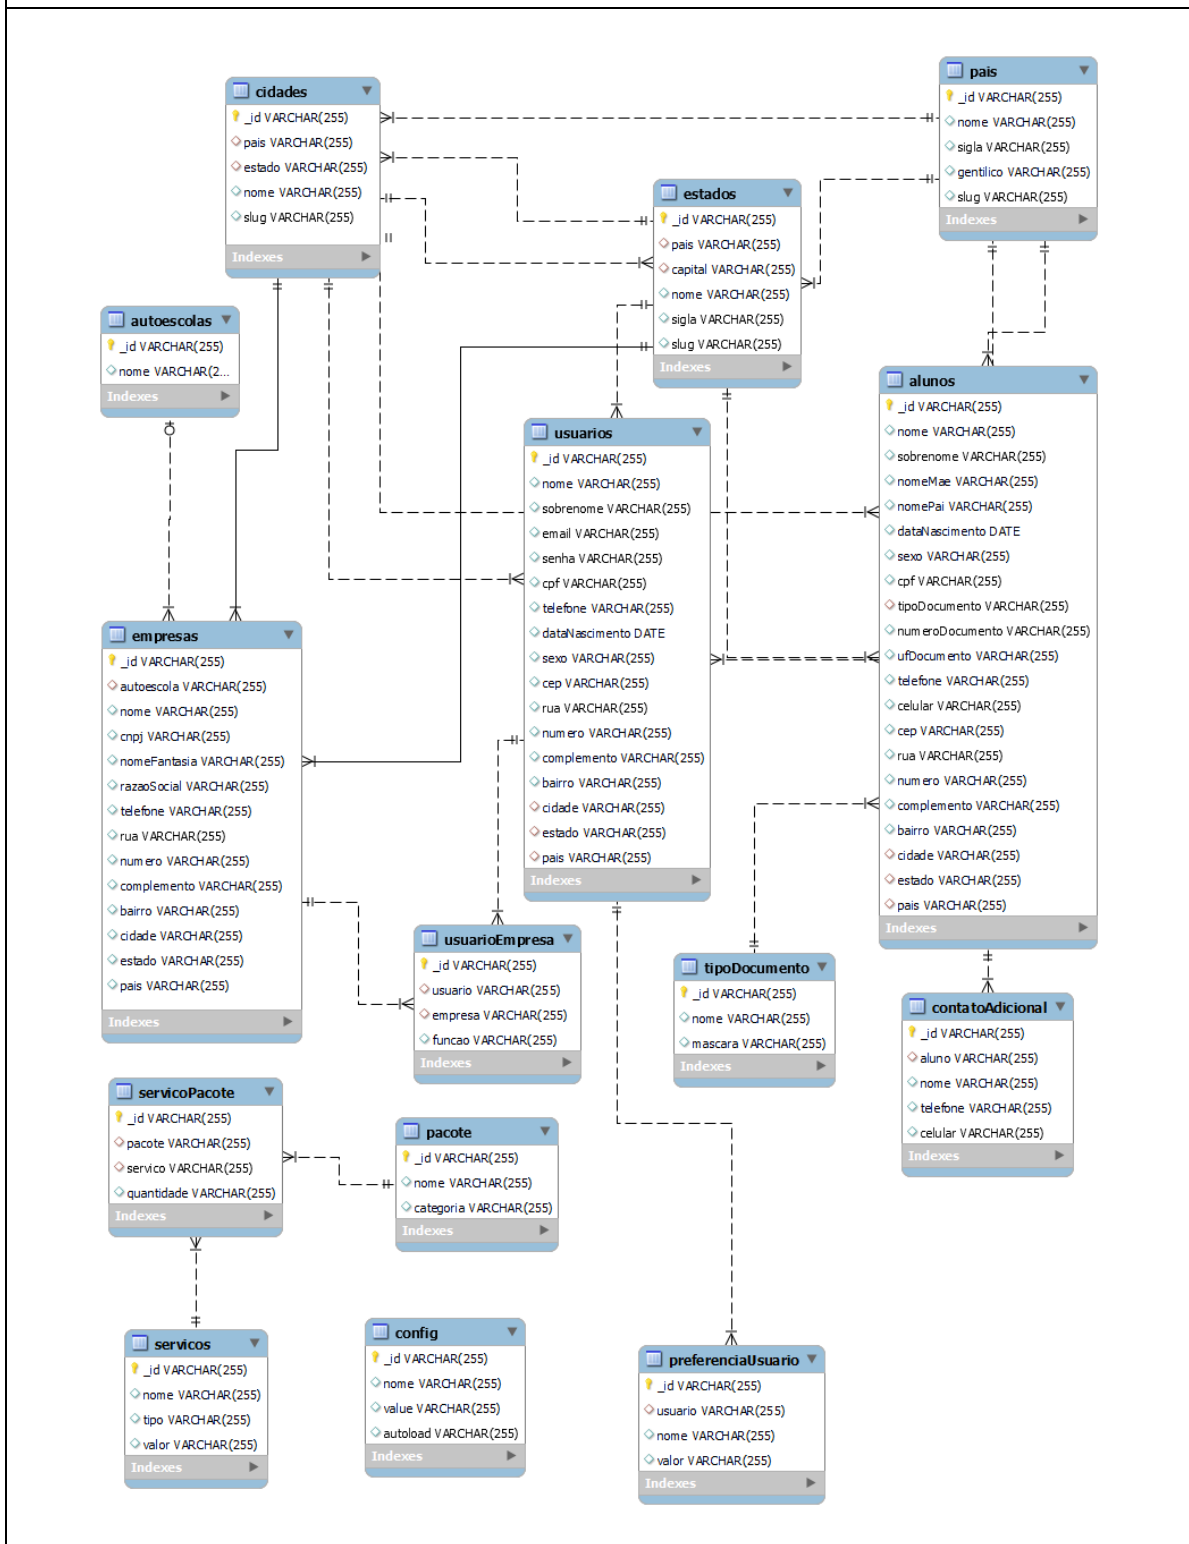 cidades
_id VARCHAR(255)
pais VARCHAR(255)
estado VARCHAR(255)
nome VARCHAR(255)
slug VARCHAR(255)
Indexes
pais
_id VARCHAR(255)
nome VARCHAR(255)
sigla VARCHAR(255)
gentilico VARCHAR(255)
slug VARCHAR(255)
Indexes
estados
_id VARCHAR(255)
pais VARCHAR(255)
capital VARCHAR(255)
nome VARCHAR(255)
sigla VARCHAR(255)
slug VARCHAR(255)
Indexes
autoescolas
_id VARCHAR(255)
nome VARCHAR(2...
Indexes
alunos
_id VARCHAR(255)
nome VARCHAR(255)
sobrenome VARCHAR(255)
nomeMae VARCHAR(255)
nomePai VARCHAR(255)
dataNascimento DATE
sexo VARCHAR(255)
cpf VARCHAR(255)
tipoDocumento VARCHAR(255)
numeroDocumento VARCHAR(255)
ufDocumento VARCHAR(255)
telefone VARCHAR(255)
celular VARCHAR(255)
cep VARCHAR(255)
rua VARCHAR(255)
numero VARCHAR(255)
complemento VARCHAR(255)
bairro VARCHAR(255)
cidade VARCHAR(255)
estado VARCHAR(255)
pais VARCHAR(255)
Indexes
usuarios
_id VARCHAR(255)
nome VARCHAR(255)
sobrenome VARCHAR(255)
email VARCHAR(255)
senha VARCHAR(255)
cpf VARCHAR(255)
telefone VARCHAR(255)
dataNascimento DATE
sexo VARCHAR(255)
cep VARCHAR(255)
rua VARCHAR(255)
numero VARCHAR(255)
complemento VARCHAR(255)
bairro VARCHAR(255)
cidade VARCHAR(255)
estado VARCHAR(255)
pais VARCHAR(255)
Indexes
empresas
_id VARCHAR(255)
autoescola VARCHAR(255)
nome VARCHAR(255)
cnpj VARCHAR(255)
nomeFantasia VARCHAR(255)
razaoSocial VARCHAR(255)
telefone VARCHAR(255)
rua VARCHAR(255)
numero VARCHAR(255)
complemento VARCHAR(255)
bairro VARCHAR(255)
cidade VARCHAR(255)
estado VARCHAR(255)
pais VARCHAR(255)
Indexes
usuarioEmpresa
_id VARCHAR(255)
usuario VARCHAR(255)
empresa VARCHAR(255)
funcao VARCHAR(255)
Indexes
tipoDocumento
_id VARCHAR(255)
nome VARCHAR(255)
mascara VARCHAR(255)
Indexes
contatoAdicional
_id VARCHAR(255)
aluno VARCHAR(255)
nome VARCHAR(255)
telefone VARCHAR(255)
celular VARCHAR(255)
Indexes
servicoPacote
_id VARCHAR(255)
pacote VARCHAR(255)
servico VARCHAR(255)
quantidade VARCHAR(255)
Indexes
pacote
_id VARCHAR(255)
nome VARCHAR(255)
categoria VARCHAR(255)
Indexes
servicos
_id VARCHAR(255)
nome VARCHAR(255)
tipo VARCHAR(255)
valor VARCHAR(255)
Indexes
config
_id VARCHAR(255)
nome VARCHAR(255)
value VARCHAR(255)
autoload VARCHAR(255)
Indexes
preferenciaUsuario
_id VARCHAR(255)
usuario VARCHAR(255)
nome VARCHAR(255)
valor VARCHAR(255)
Indexes